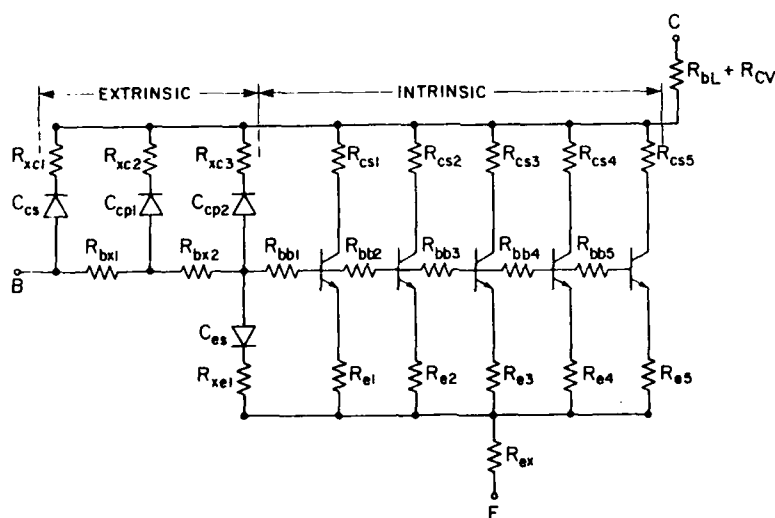 C
R_bL + R_CV
EXTRINSIC
INTRINSIC
R_xc1
R_xc2
R_xc3
R_cs1
R_cs2
R_cs3
R_cs4
R_cs5
C_cs
C_cp1
C_cp2
R_bx1
R_bx2
R_bb1
R_bb2
R_bb3
R_bb4
R_bb5
B
C_es
R_xe1
R_e1
R_e2
R_e3
R_e4
R_e5
R_ex
E